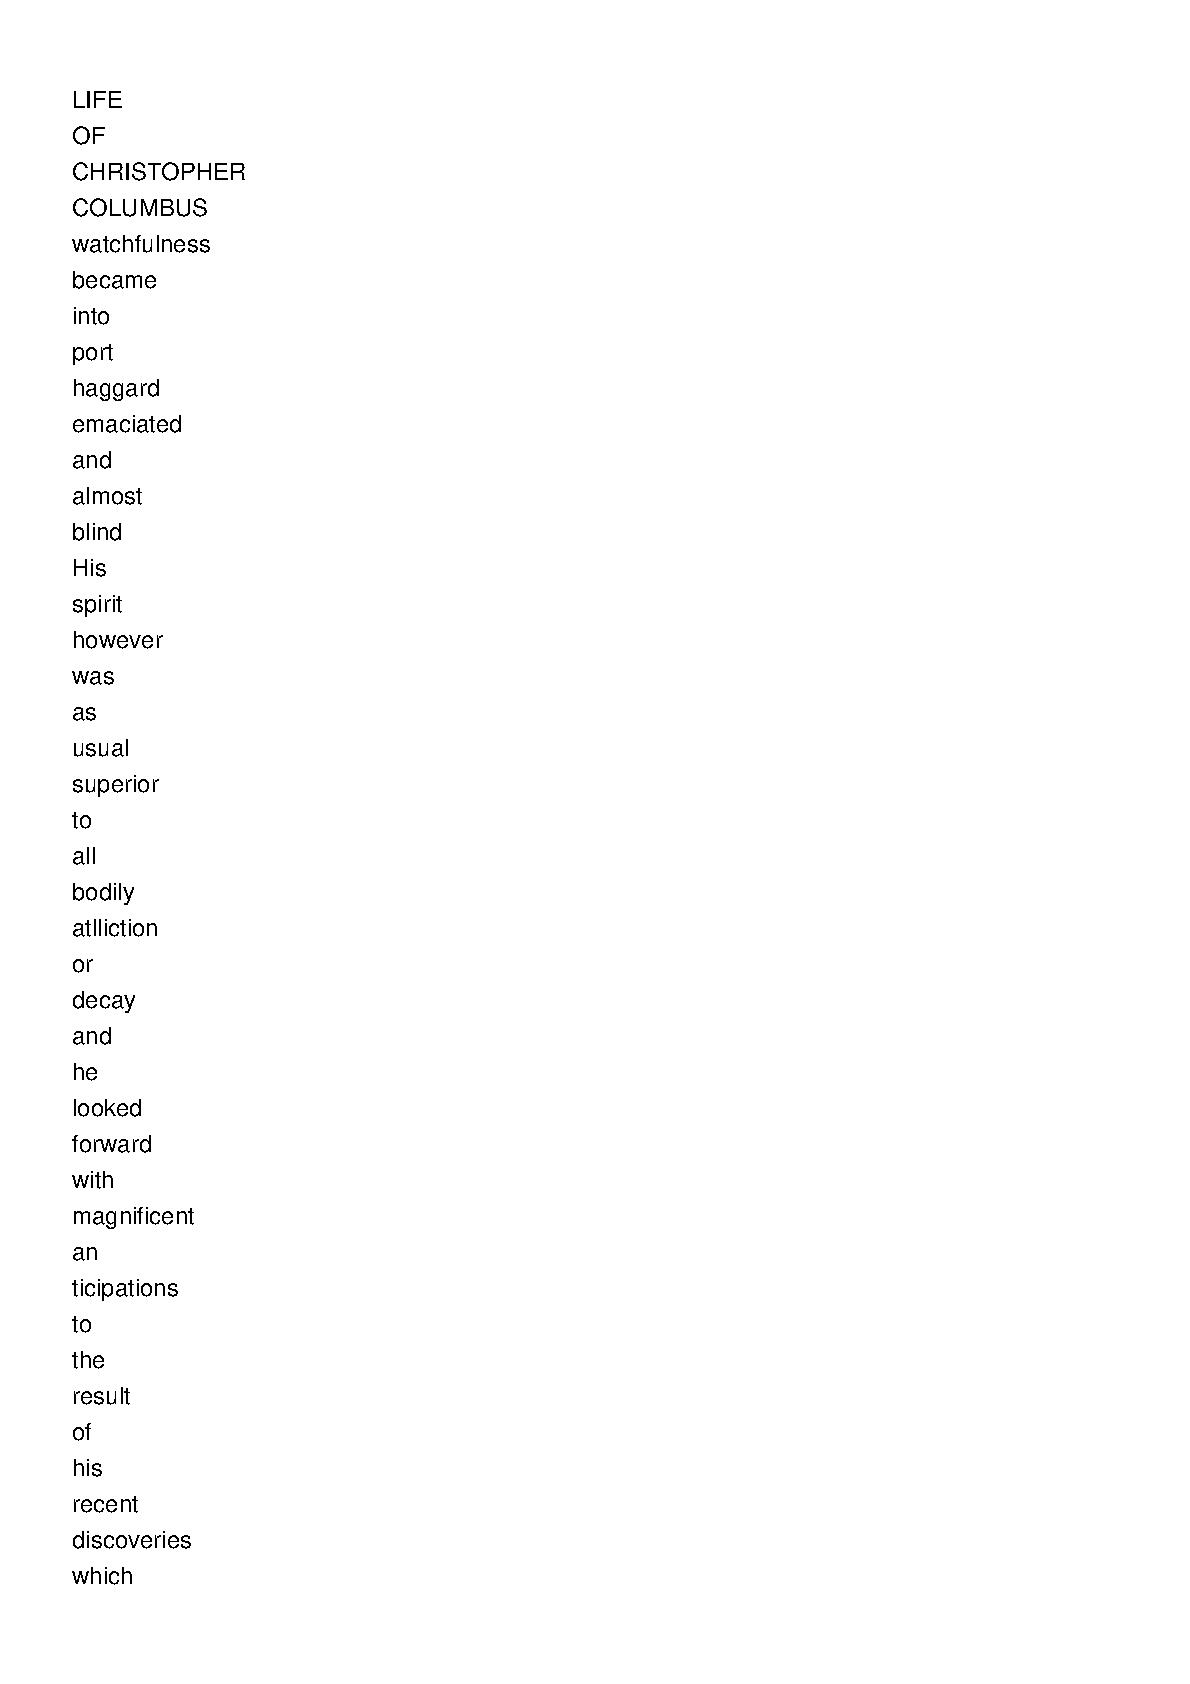 LIFE
OF
CHRISTOPHER
COLUMBUS
watchfulness
became
into
port
haggard
emaciated
and
almost
blind
His
spirit
however
was
as
usual
superior
to
all
bodily
atlliction
or
decay
and
he
looked
forward
with
magnificent
an
ticipations
to
the
result
of
his
recent
discoveries
which